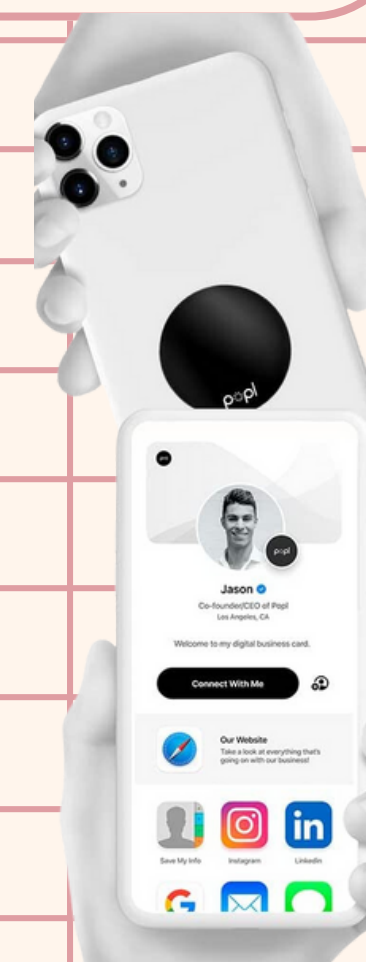 popl
popl
popl
Jason
Co-founder/CEO of Popl
Los Angeles, CA
Welcome to my digital business card.
Connect With Me
Our Website
Take a look at everything that's
going on with our business!
in
Save My Info
Instagram
LinkedIn
G